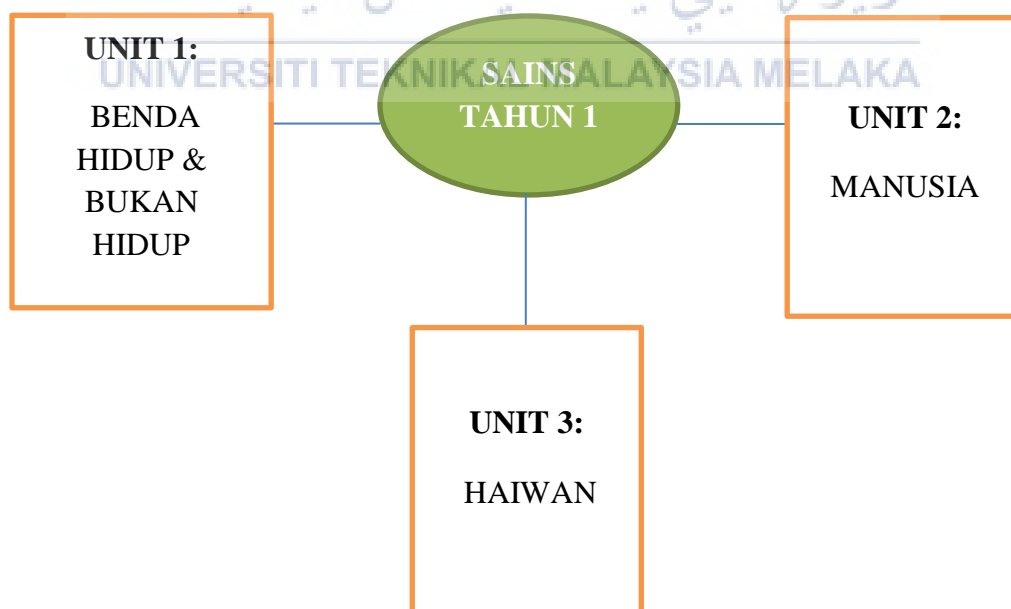 UNIT 1:
BENDA
HIDUP &
BUKAN
HIDUP
SAINS
TAHUN 1
UNIT 2:
MANUSIA
UNIT 3:
HAIWAN
UNIVERSITI TEKNIKAL MALAYSIA MELAKA